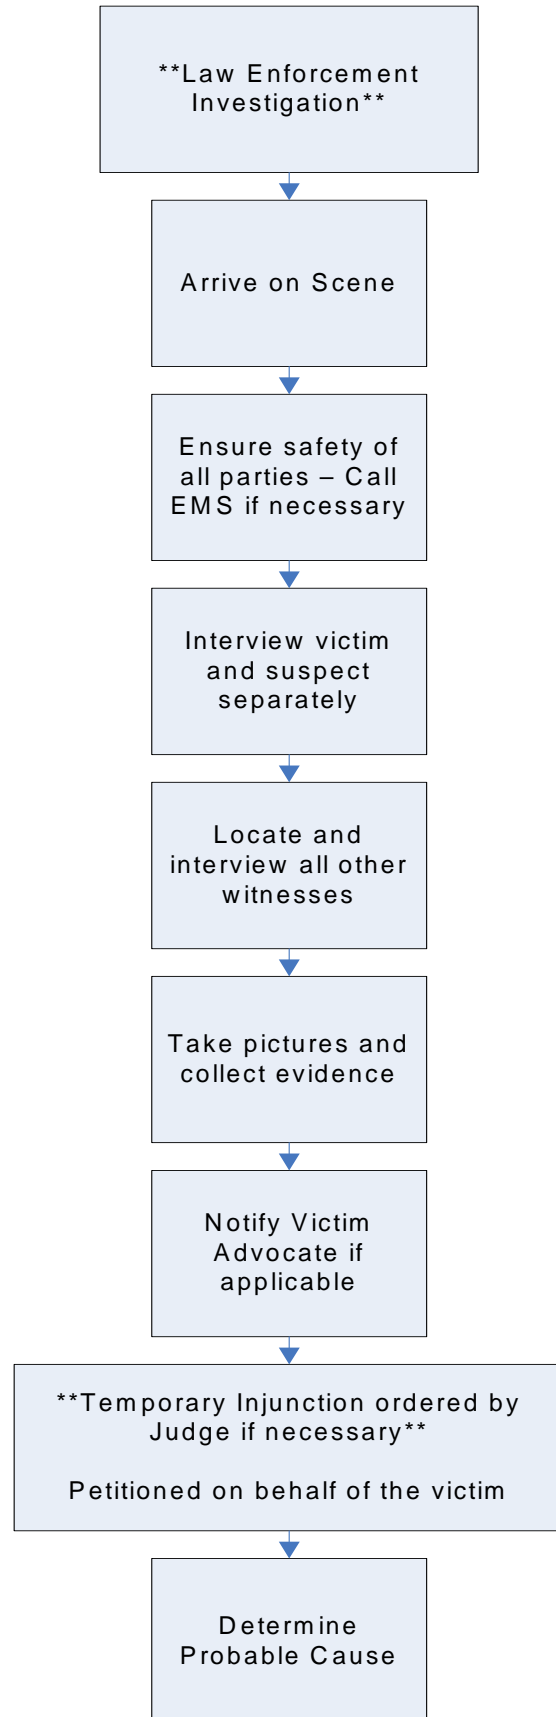 **Law Enforcement
Investigation**
Arrive on Scene
Ensure safety of
all parties – Call
EMS if necessary
Interview victim
and suspect
separately
Locate and
interview all other
witnesses
Take pictures and
collect evidence
Notify Victim
Advocate if
applicable
**Temporary Injunction ordered by
Judge if necessary**
Petitioned on behalf of the victim
Determine
Probable Cause